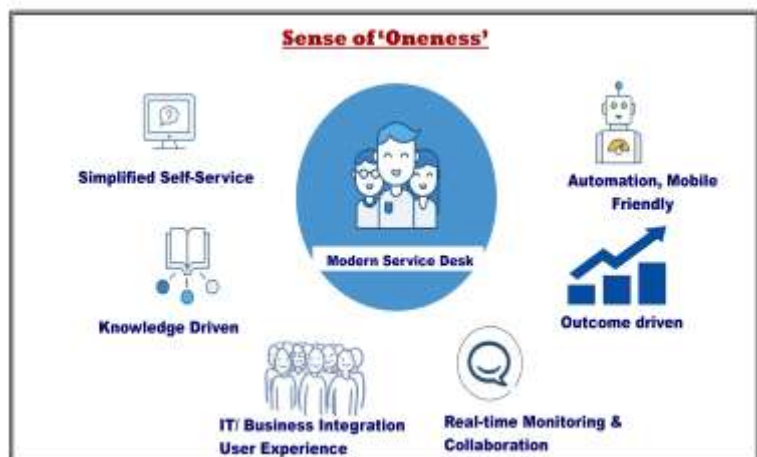 Sense of ‘Oneness’
Simplified Self-Service
Modern Service Desk
Automation, Mobile
Friendly
Knowledge Driven
Outcome driven
IT/ Business Integration
User Experience
Real-time Monitoring &
Collaboration